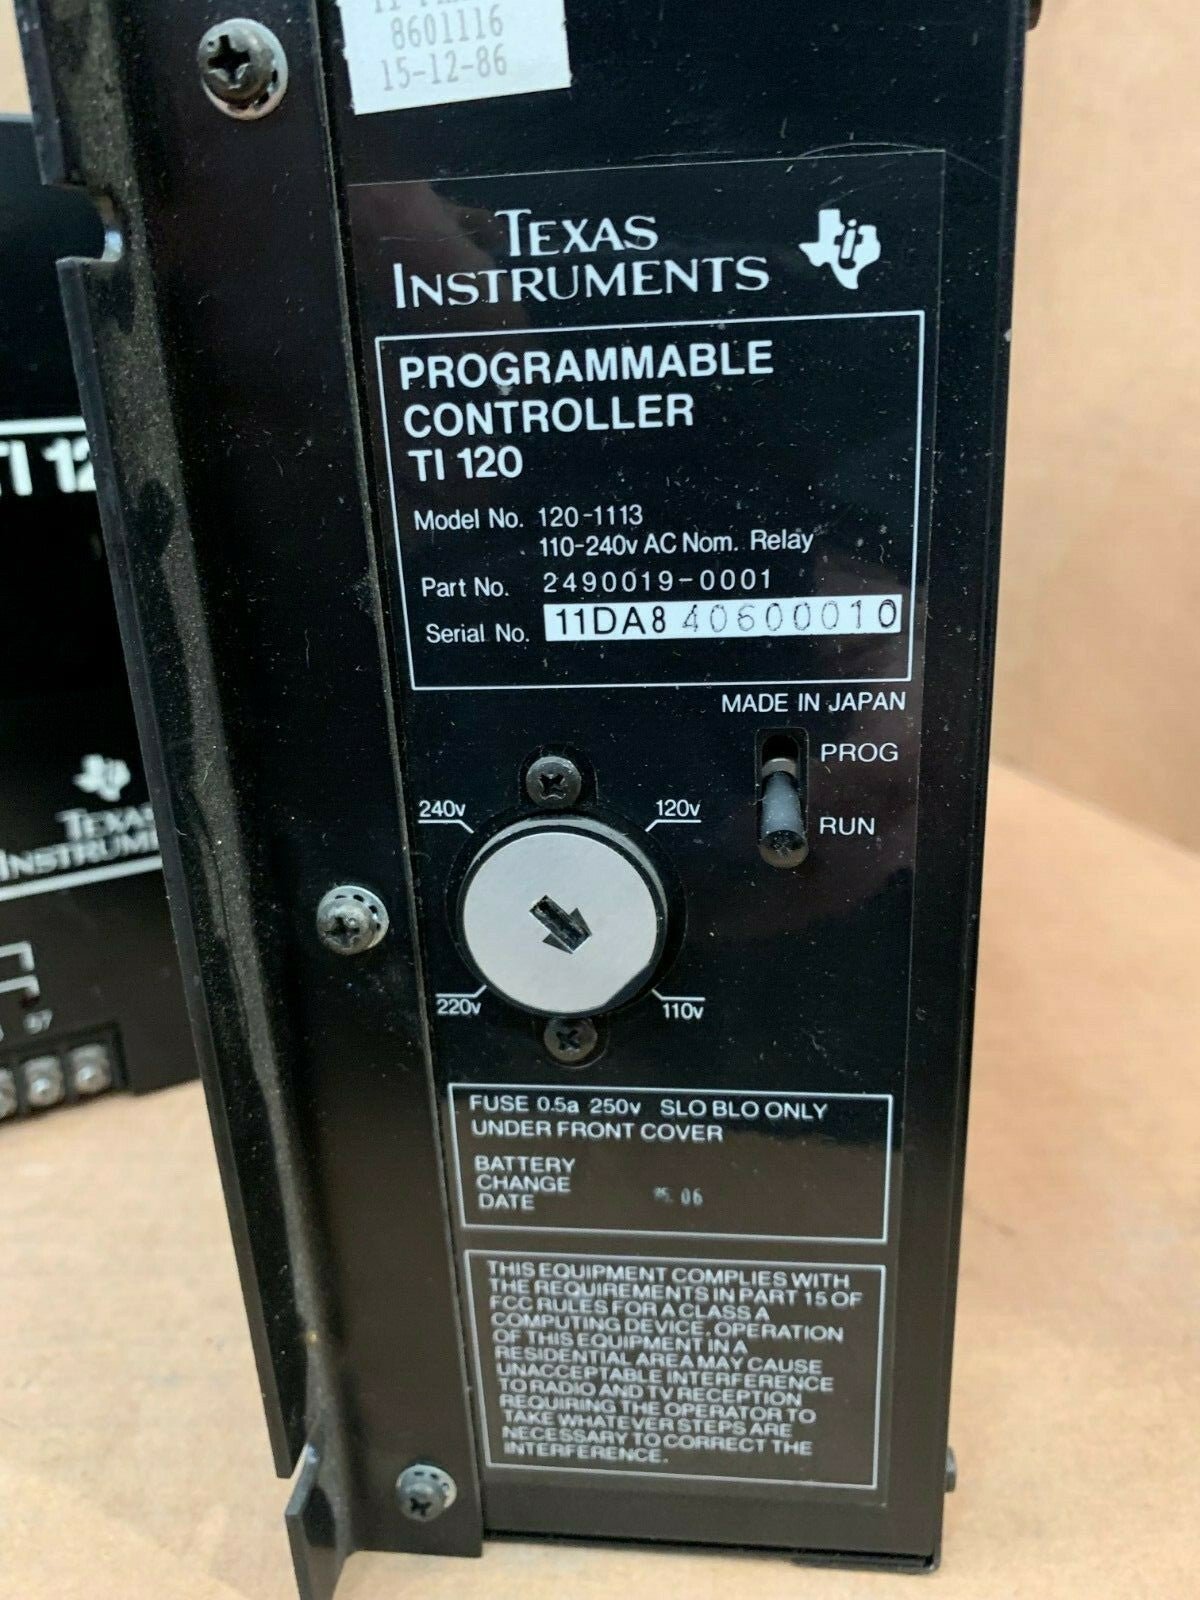 8601116
15-12-86
TEXAS
INSTRUMENTS
PROGRAMMABLE
CONTROLLER
TI 120
Model No. 120-1113
110-240v AC Nom. Relay
Part No. 2490019-0001
Serial No. 11DA8 40600010
MADE IN JAPAN
PROG
RUN
240v
120v
220v
110v
FUSE 0.5a 250v SLO BLO ONLY
UNDER FRONT COVER
BATTERY
CHANGE
DATE 06
THIS EQUIPMENT COMPLIES WITH
THE REQUIREMENTS IN PART 15 OF
FCC RULES FOR A CLASS A
COMPUTING DEVICE. OPERATION
OF THIS EQUIPMENT IN A
RESIDENTIAL AREA MAY CAUSE
UNACCEPTABLE INTERFERENCE
TO RADIO AND TV RECEPTION
REQUIRING THE OPERATOR TO
TAKE WHATEVER STEPS ARE
NECESSARY TO CORRECT THE
INTERFERENCE.
TI 12
TEXAS
INSTRUM